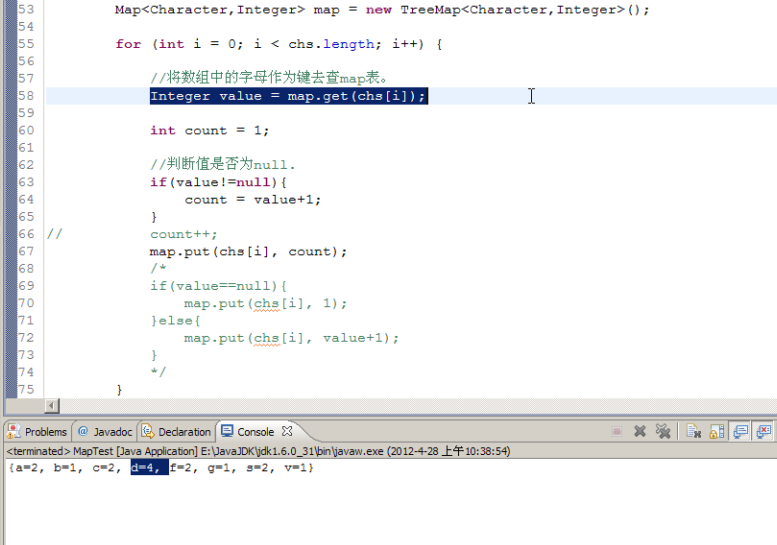 53 Map<Character,Integer> map = new TreeMap<Character,Integer>();
54
55 for (int i = 0; i < chs.length; i++) {
56
57 //将数组中的字母作为键去查map表。
58 Integer value = map.get(chs[i]);
59
60 int count = 1;
61
62 //判断值是否为null.
63 if(value!=null){
64 count = value+1;
65 }
66 // count++;
67 map.put(chs[i], count);
68 /*
69 if(value==null){
70 map.put(chs[i], 1);
71 }else{
72 map.put(chs[i], value+1);
73 }
74 */
75 }
Problems @ Javadoc Declaration Console
<terminated> MapTest [Java Application] E:\JavaJDK\jdk1.6.0_31\bin\javaw.exe (2012-4-28 上午10:38:54)
{a=2, b=1, c=2, d=4, f=2, g=1, s=2, v=1}